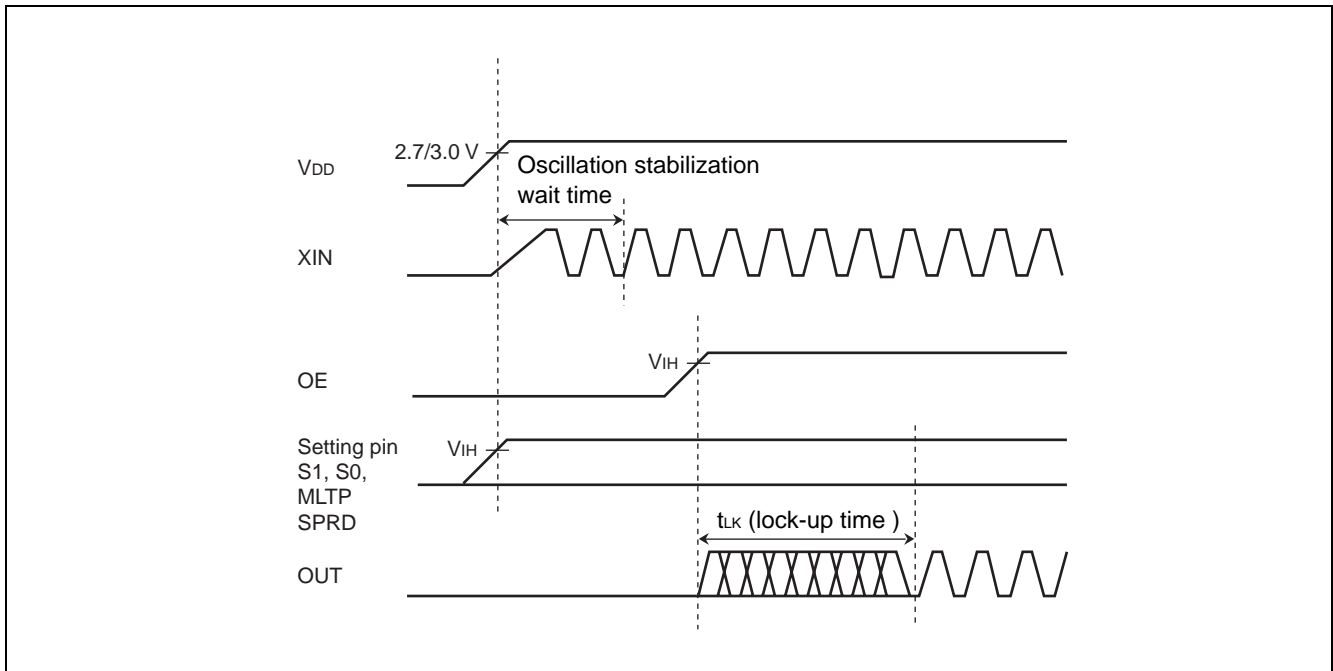 2.7/3.0 V
VDD
Oscillation stabilization
wait time
XIN
VIH
OE
Setting pin
S1, S0,
MLTP
SPRD
VIH
tLK (lock-up time )
OUT